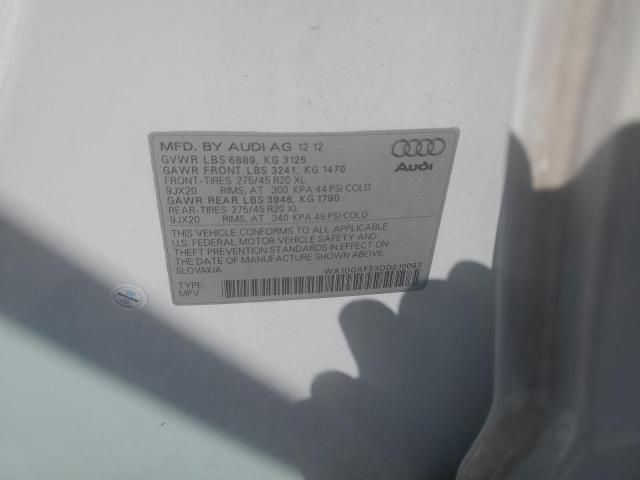 MFD. BY AUDI AG 12 12
GVWR LBS 6889, KG 3125
GAWR FRONT LBS 3241, KG 1470
FRONT-TIRES 275/45 R20 XL
9JX20 RIMS, AT 300 KPA 44 PSI COLD
GAWR REAR LBS 3946, KG 1790
REAR-TIRES 275/45 R20 XL
9JX20 RIMS, AT 340 KPA 49 PSI COLD
Audi
THIS VEHICLE CONFORMS TO ALL APPLICABLE
U.S. FEDERAL MOTOR VEHICLE SAFETY AND
THEFT PREVENTION STANDARDS IN EFFECT ON
THE DATE OF MANUFACTURE SHOWN ABOVE.
SLOVAKIA
WA1DGAFE3DD010093
TYPE:
MPV